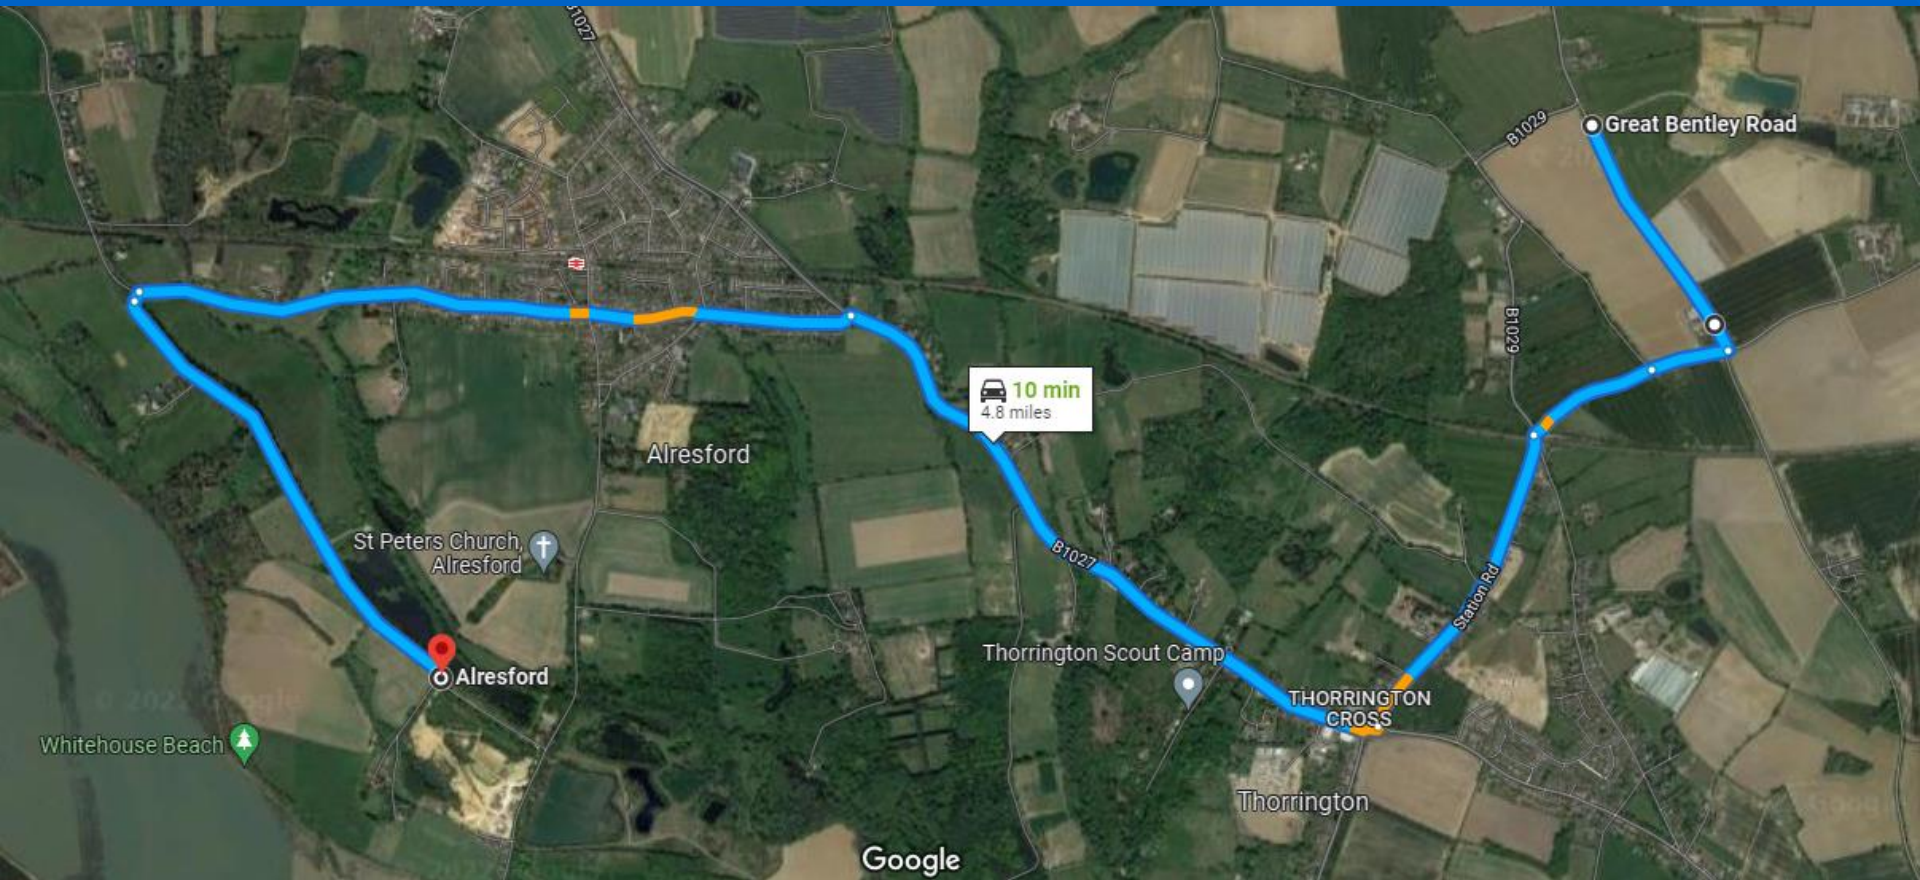 B1027
Great Bentley Road
B1029
B1029
10 min
4.8 miles
Alresford
St Peters Church,
Alresford
B1027
Station Rd
Thorrington Scout Camp
Alresford
THORRINGTON
CROSS
Whitehouse Beach
Thorrington
Google